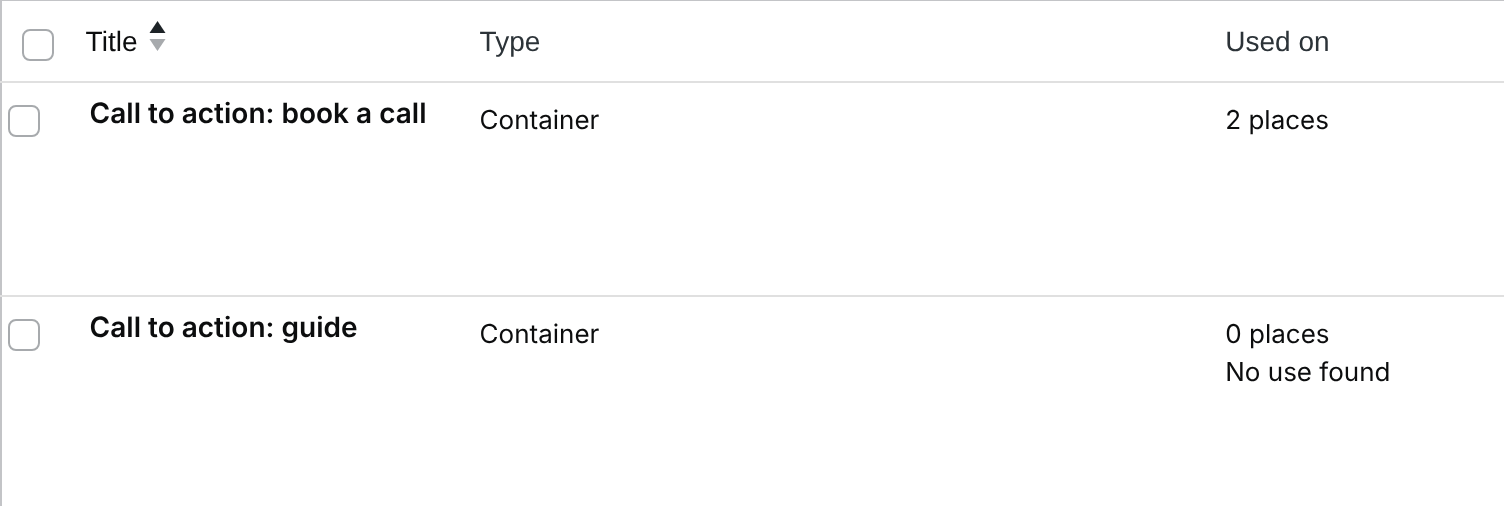 Title Type Used on
Call to action: book a call Container 2 places
Call to action: guide Container 0 places
No use found